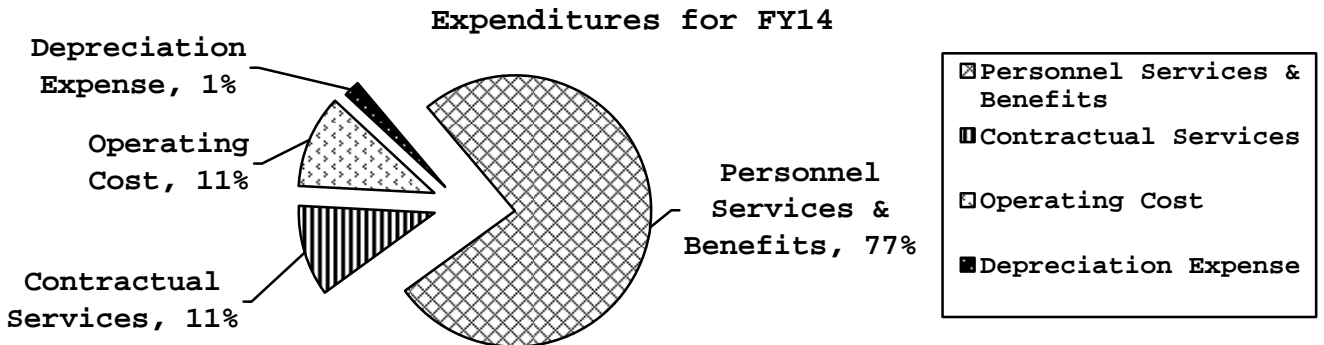 Expenditures for FY14
Depreciation
Expense, 1%
Operating
Cost, 11%
Contractual
Services, 11%
Personnel
Services &
Benefits, 77%
Personnel Services &
Benefits
Contractual Services
Operating Cost
Depreciation Expense